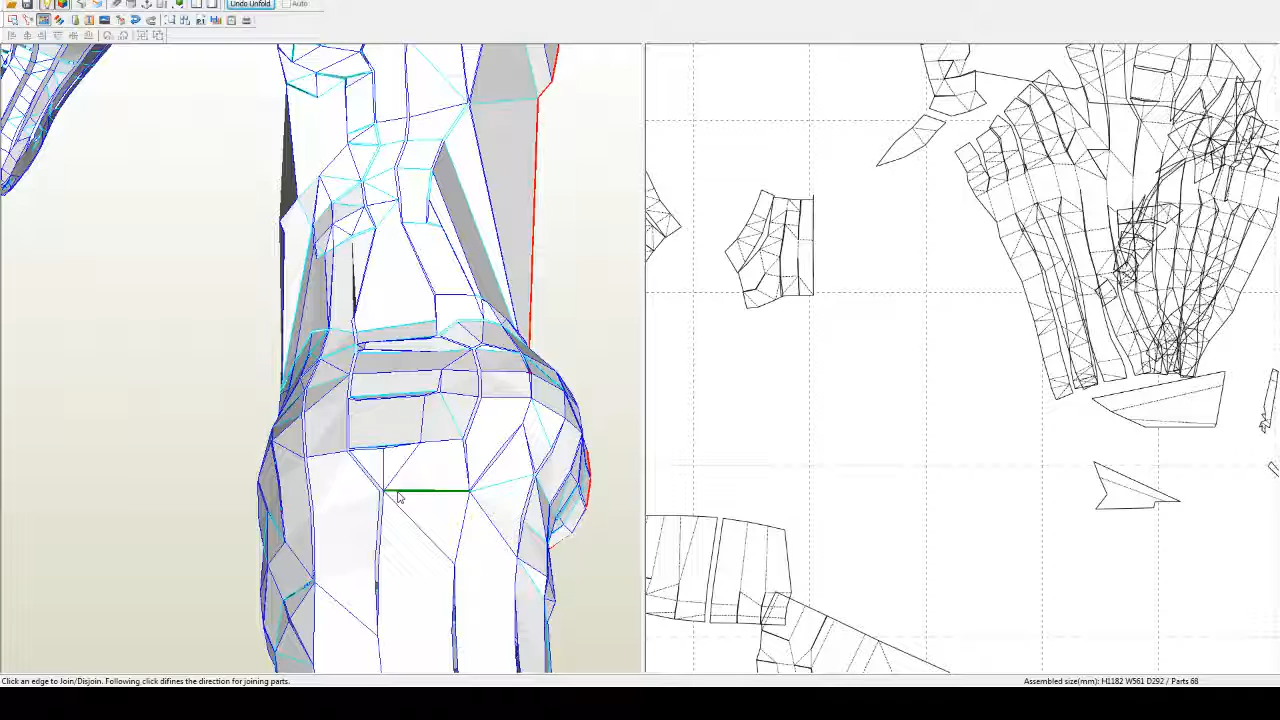 Undo Unfold
Auto
Click an edge to Join/Disjoin. Following click difines the direction for joining parts.
Assembled size(mm): H1182 W561 D292 / Parts 68